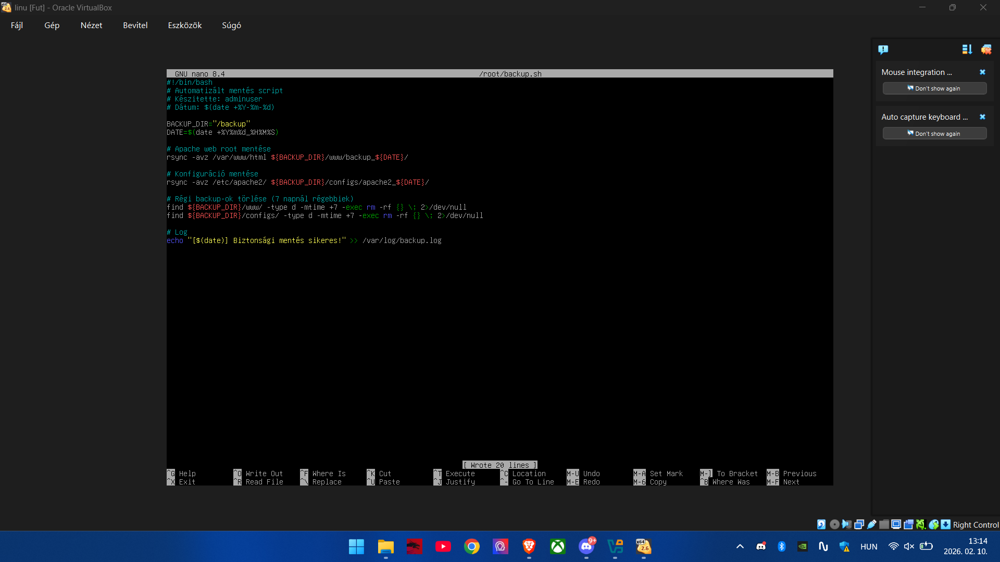 linu [Fut] - Oracle VirtualBox
Fájl Gép Nézet Bevitel Eszközök Súgó
GNU nano 8.4 /root/backup.sh
#!/bin/bash
# Automatizált mentés script
# Készitette: adminuser
# Dátum: $(date +%Y-%m-%d)
BACKUP_DIR="/backup"
DATE=$(date +%Y%m%d_%H%M%S)
# Apache web root mentése
rsync -avz /var/www/html ${BACKUP_DIR}/www/backup_${DATE}/
# Konfiguráció mentése
rsync -avz /etc/apache2/ ${BACKUP_DIR}/configs/apache2_${DATE}/
# Régi backup-ok törlése (7 napnál régebbiek)
find ${BACKUP_DIR}/www/ -type d -mtime +7 -exec rm -rf {} \; 2>/dev/null
find ${BACKUP_DIR}/configs/ -type d -mtime +7 -exec rm -rf {} \; 2>/dev/null
# Log
echo "[$(date)] Biztonsági mentés sikeres!" >> /var/log/backup.log
[ Wrote 20 lines ]
^G Help ^O Write Out ^F Where Is ^K Cut ^T Execute ^C Location M-U Undo M-A Set Mark M-] To Bracket M-B Previous
^X Exit ^R Read File ^\ Replace ^U Paste ^J Justify ^- Go To Line M-E Redo M-6 Copy ^B Where Was M-F Next
Mouse integration ...
Don't show again
Auto capture keyboard ...
Don't show again
Right Control
x64
2.6
9+
HUN
13:14
2026. 02. 10.